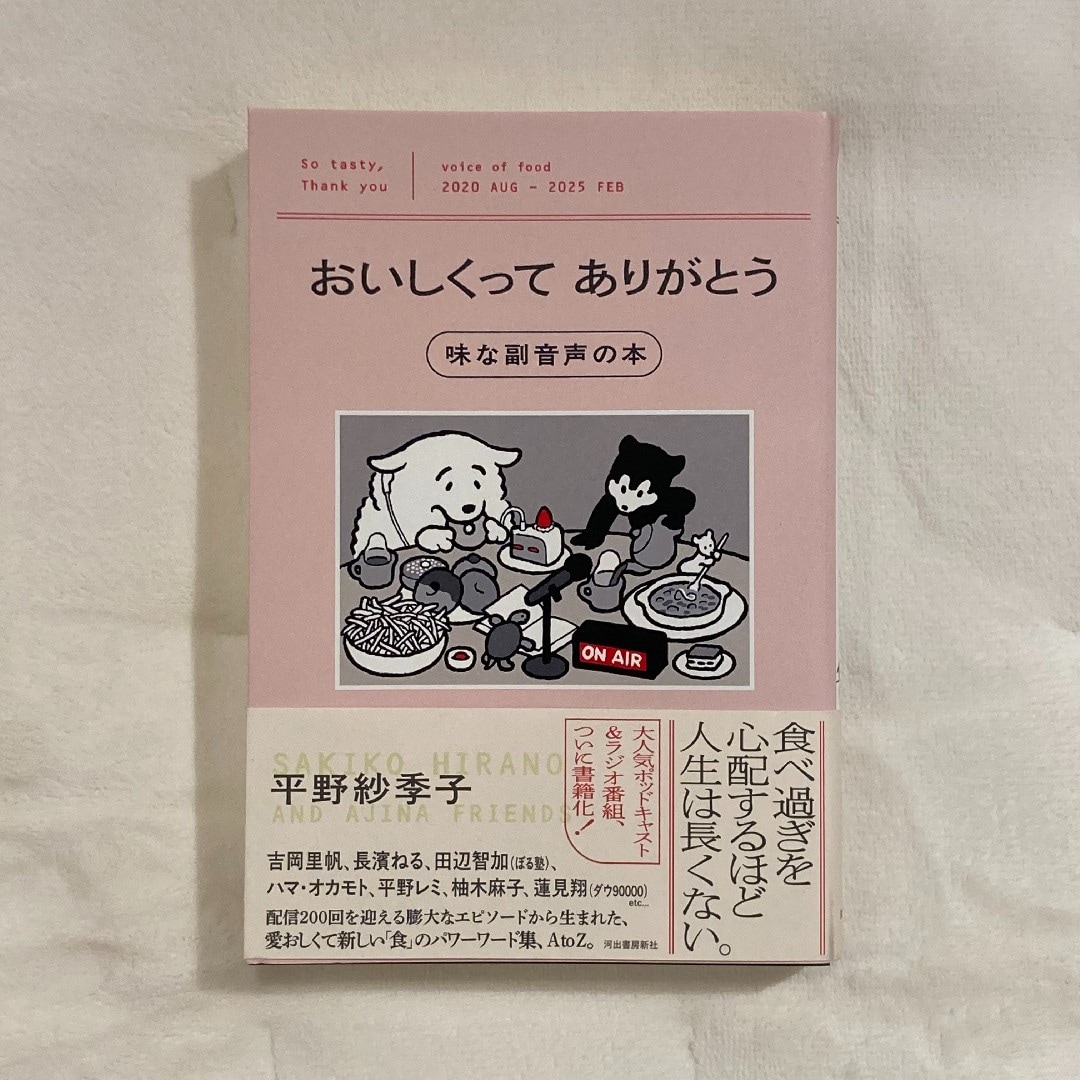 So tasty,
Thank you
voice of food
2020 AUG – 2025 FEB
おいしくって ありがとう
味な副音声の本
ON AIR
食べ過ぎを
心配するほど
人生は長くない。
大人気ポッドキャスト
&ラジオ番組、
ついに書籍化!
SAKIKO HIRANO
平野紗季子
AND AJINA FRIENDS
吉岡里帆、長濱ねる、田辺智加(ぼる塾)、
ハマ・オカモト、平野レミ、柚木麻子、蓮見翔(ダウ90000)
etc...
配信200回を迎える膨大なエピソードから生まれた、
愛おしくて新しい「食」のパワーワード集、AtoZ。
河出書房新社